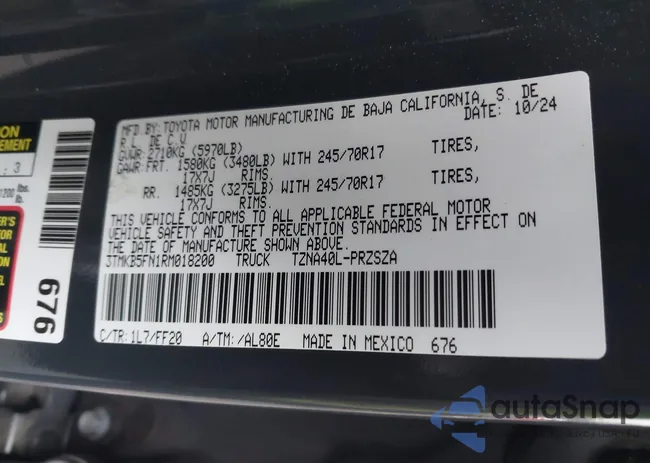 MFD BY: TOYOTA MOTOR MANUFACTURING DE BAJA CALIFORNIA, S. DE
R.L. DE C.V. DATE: 10/24
GVWR: 2710KG (5970LB)
GAWR: FRT. 1580KG (3480LB) WITH 245/70R17 TIRES,
17X7J RIMS.
RR. 1485KG (3275LB) WITH 245/70R17 TIRES,
17X7J RIMS.
THIS VEHICLE CONFORMS TO ALL APPLICABLE FEDERAL MOTOR
VEHICLE SAFETY AND THEFT PREVENTION STANDARDS IN EFFECT ON
THE DATE OF MANUFACTURE SHOWN ABOVE.
3TMKB5FN1RM018200 TRUCK TZNA40L-PRZSZA
C/TR: 1L7/FF20 A/TM: /AL80E MADE IN MEXICO 676
676
1200 lbs.
lb.
autoSnap